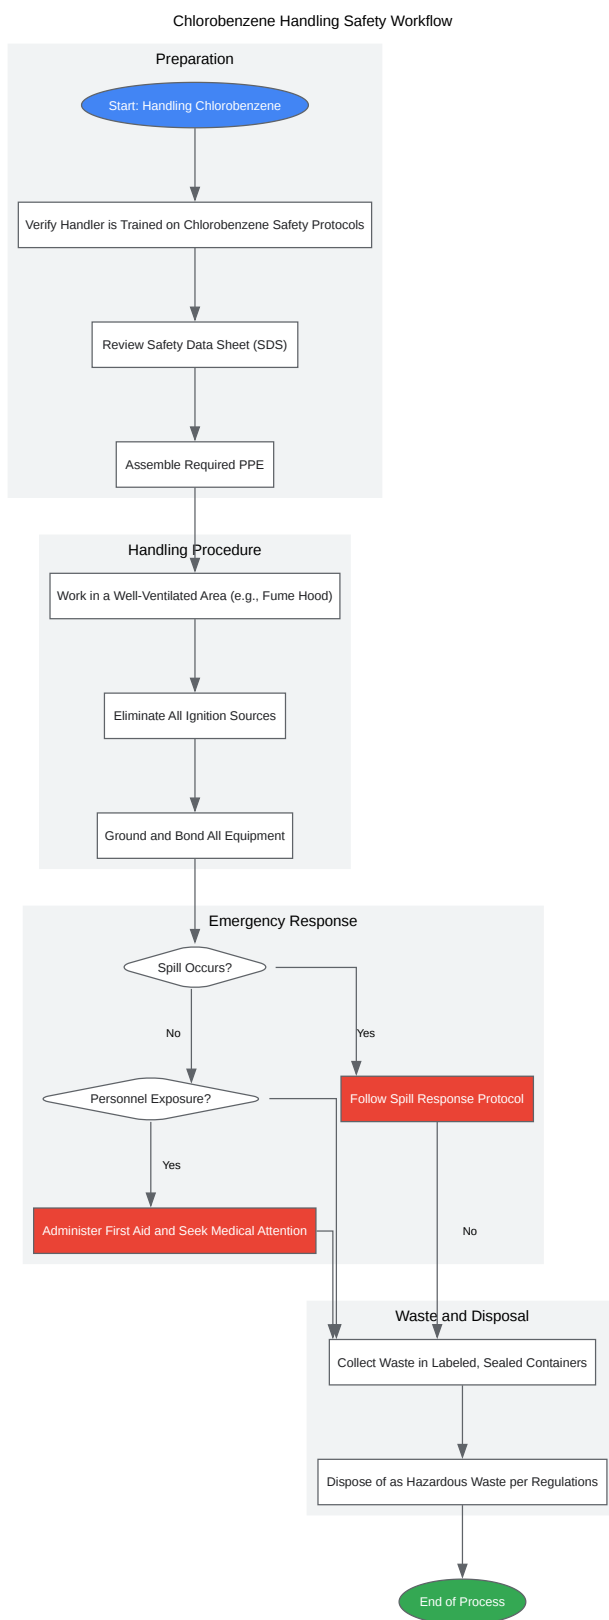 Chlorobenzene Handling Safety Workflow
Preparation
Start: Handling Chlorobenzene
Verify Handler is Trained on Chlorobenzene Safety Protocols
Review Safety Data Sheet (SDS)
Assemble Required PPE
Handling Procedure
Work in a Well-Ventilated Area (e.g., Fume Hood)
Eliminate All Ignition Sources
Ground and Bond All Equipment
Emergency Response
Spill Occurs?
No
Yes
Personnel Exposure?
Follow Spill Response Protocol
Yes
Administer First Aid and Seek Medical Attention
No
Waste and Disposal
Collect Waste in Labeled, Sealed Containers
Dispose of as Hazardous Waste per Regulations
End of Process